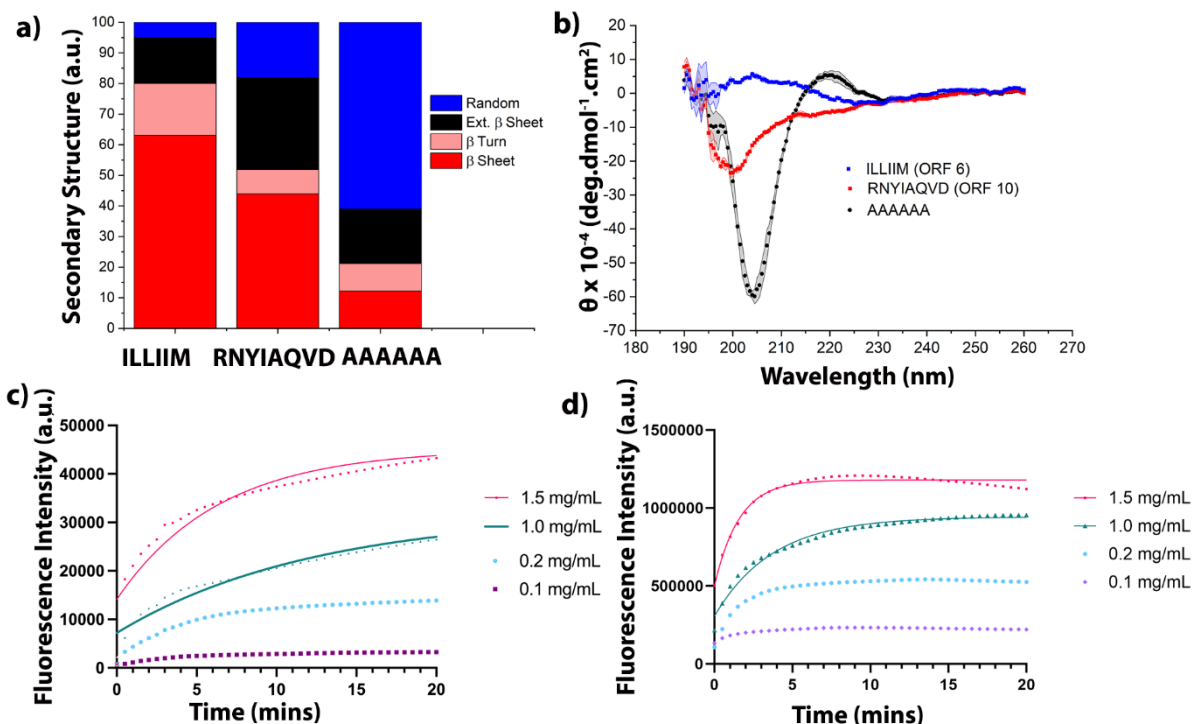 a)
Secondary Structure (a.u.)
100
90
80
70
60
50
40
30
20
10
0
Random
Ext. β Sheet
β Turn
β Sheet
ILLIIM RNYIAQVD AAAAAA
b)
θ x 10⁻⁴ (deg.dmol⁻¹.cm²)
20
10
0
-10
-20
-30
-40
-50
-60
-70
ILLIIM (ORF 6)
RNYIAQVD (ORF 10)
AAAAAA
180 190 200 210 220 230 240 250 260 270
Wavelength (nm)
c)
Fluorescence Intensity (a.u.)
50000
40000
30000
20000
10000
0
0 5 10 15 20
Time (mins)
1.5 mg/mL
1.0 mg/mL
0.2 mg/mL
0.1 mg/mL
d)
Fluorescence Intensity (a.u.)
1500000
1000000
500000
0
0 5 10 15 20
Time (mins)
1.5 mg/mL
1.0 mg/mL
0.2 mg/mL
0.1 mg/mL